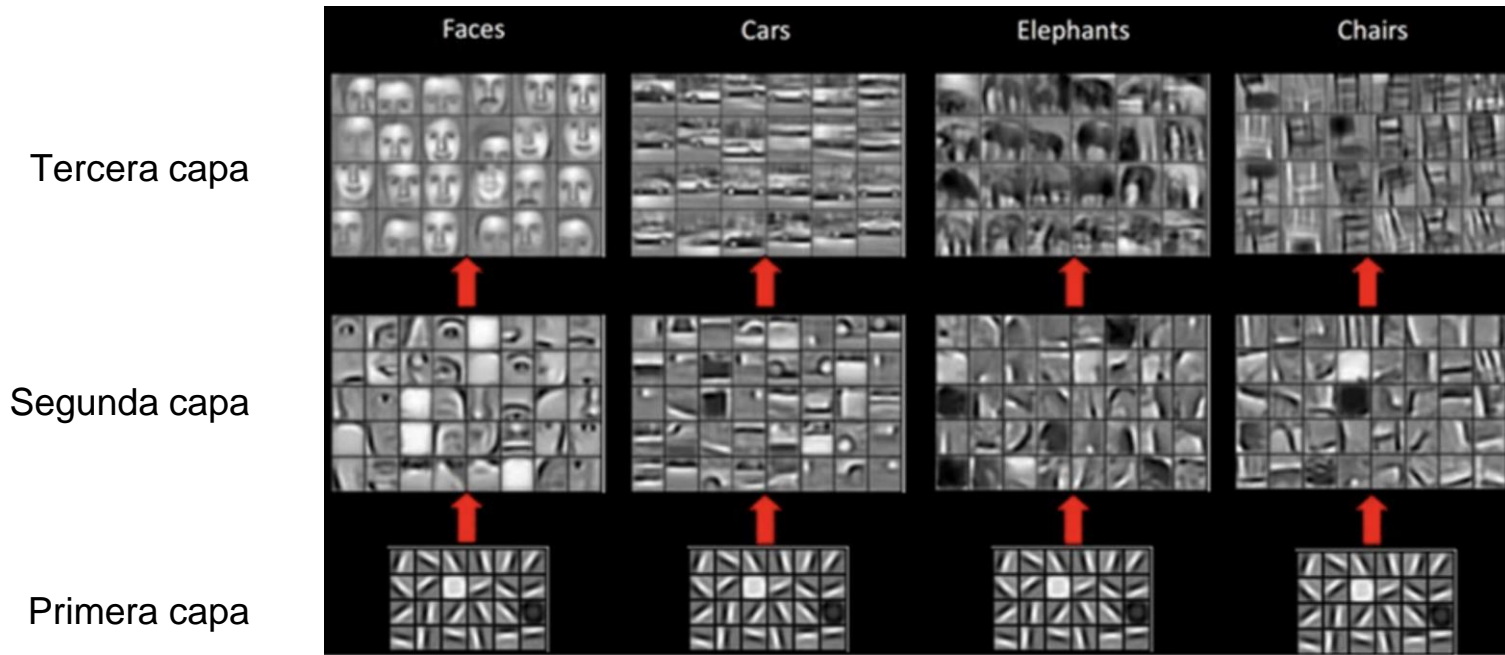 Faces
Cars
Elephants
Chairs
Tercera capa
Segunda capa
Primera capa